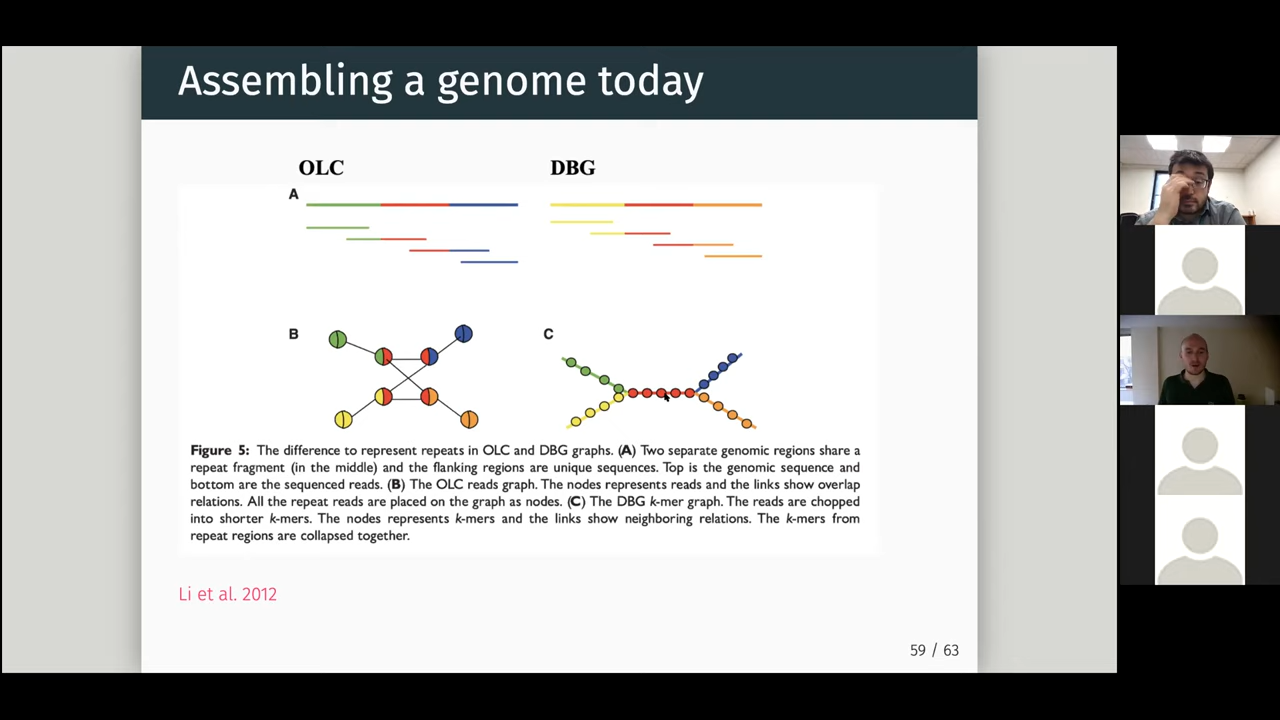 Assembling a genome today
OLC
DBG
A
B
C
Figure 5: The difference to represent repeats in OLC and DBG graphs. (A) Two separate genomic regions share a
repeat fragment (in the middle) and the flanking regions are unique sequences. Top is the genomic sequence and
bottom are the sequenced reads. (B) The OLC reads graph. The nodes represents reads and the links show overlap
relations. All the repeat reads are placed on the graph as nodes. (C) The DBG k-mer graph. The reads are chopped
into shorter k-mers. The nodes represents k-mers and the links show neighboring relations. The k-mers from
repeat regions are collapsed together.
Li et al. 2012
59 / 63